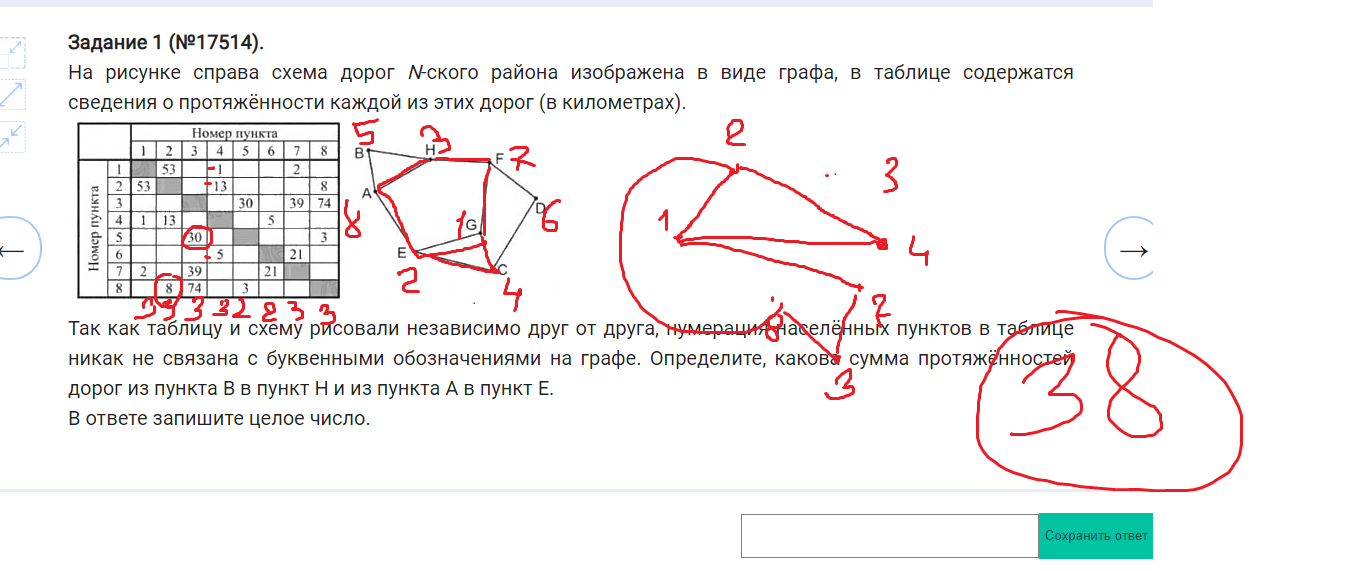 Задание 1 (№17514).
На рисунке справа схема дорог N-ского района изображена в виде графа, в таблице содержатся
сведения о протяжённости каждой из этих дорог (в километрах).
Номер пункта
1 2 3 4 5 6 7 8
Номер пункта
1 53 1 2
2 53 13 8
3 30 39 74
4 1 13 5
5 30 3
6 5 21
7 2 39 21
8 8 74 3
3 3 3 3 2 2 3 3
5 B
3 H
F 7
A
8
1 G
D 6
E
2
C
4
2
3
1
4
8
7
3
Так как таблицу и схему рисовали независимо друг от друга, нумерация населённых пунктов в таблице
никак не связана с буквенными обозначениями на графе. Определите, какова сумма протяжённостей
дорог из пункта B в пункт H и из пункта A в пункт E.
В ответе запишите целое число.
38
←
→
Сохранить ответ